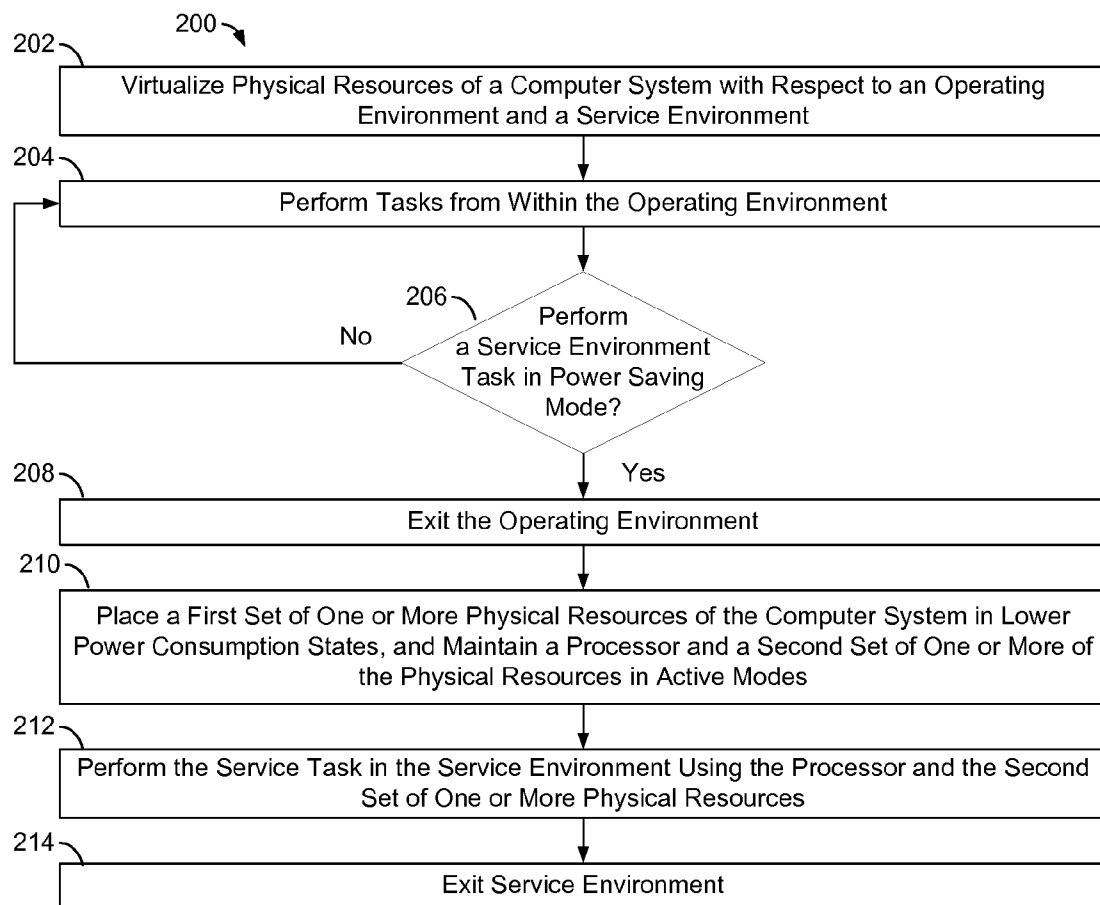 200
202
Virtualize Physical Resources of a Computer System with Respect to an Operating
Environment and a Service Environment
204
Perform Tasks from Within the Operating Environment
206
Perform
a Service Environment
Task in Power Saving
Mode?
No
Yes
208
Exit the Operating Environment
210
Place a First Set of One or More Physical Resources of the Computer System in Lower
Power Consumption States, and Maintain a Processor and a Second Set of One or More of
the Physical Resources in Active Modes
212
Perform the Service Task in the Service Environment Using the Processor and the Second
Set of One or More Physical Resources
214
Exit Service Environment